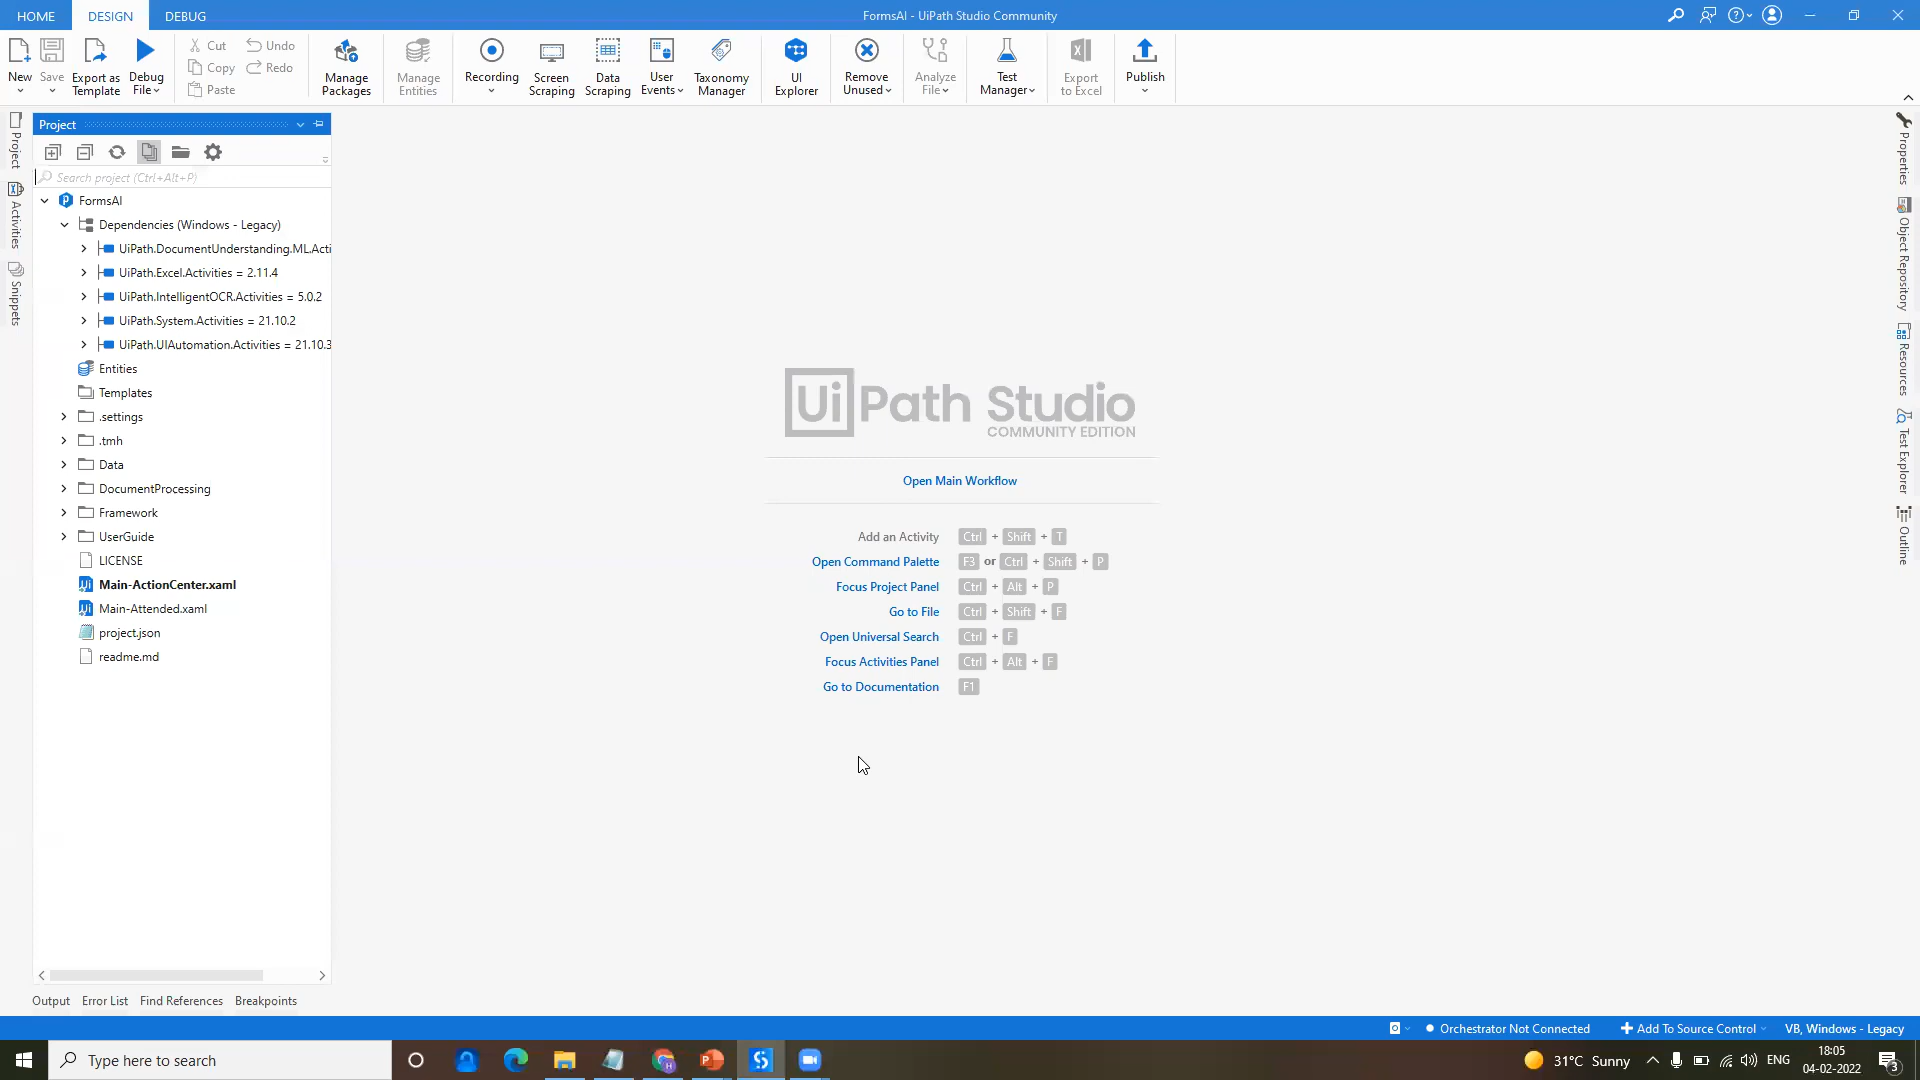 HOME DESIGN DEBUG FormsAI - UiPath Studio Community
New Save Export as Template Debug File Cut Copy Paste Undo Redo Manage Packages Manage Entities Recording Screen Scraping Data Scraping User Events Taxonomy Manager UI Explorer Remove Unused Analyze File Test Manager Export to Excel Publish
Project
Search project (Ctrl+Alt+P)
FormsAI
Dependencies (Windows - Legacy)
UiPath.DocumentUnderstanding.ML.Acti
UiPath.Excel.Activities = 2.11.4
UiPath.IntelligentOCR.Activities = 5.0.2
UiPath.System.Activities = 21.10.2
UiPath.UIAutomation.Activities = 21.10.3
Entities
Templates
.settings
.tmh
Data
DocumentProcessing
Framework
UserGuide
LICENSE
Main-ActionCenter.xaml
Main-Attended.xaml
project.json
readme.md
Project
Activities
Snippets
UiPath Studio
COMMUNITY EDITION
Open Main Workflow
Add an Activity Ctrl + Shift + T
Open Command Palette F3 or Ctrl + Shift + P
Focus Project Panel Ctrl + Alt + P
Go to File Ctrl + Shift + F
Open Universal Search Ctrl + F
Focus Activities Panel Ctrl + Alt + F
Go to Documentation F1
Properties
Object Repository
Resources
Test Explorer
Outline
Output Error List Find References Breakpoints
Orchestrator Not Connected Add To Source Control VB, Windows - Legacy
Type here to search 31°C Sunny ENG 18:05
04-02-2022 3